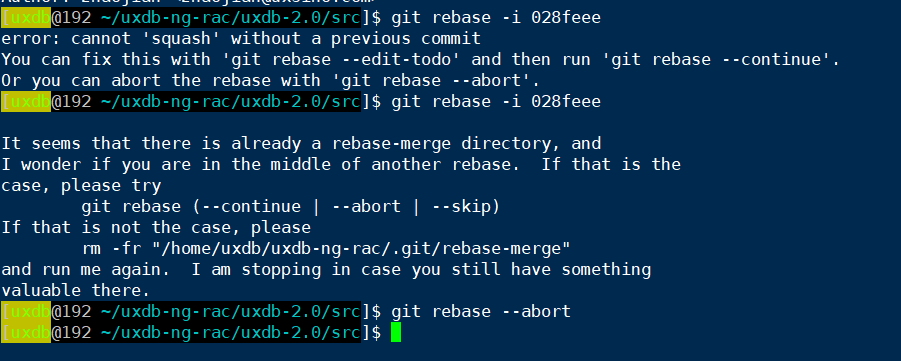 [uxdb@192 ~/uxdb-ng-rac/uxdb-2.0/src]$ git rebase -i 028feee
error: cannot 'squash' without a previous commit
You can fix this with 'git rebase --edit-todo' and then run 'git rebase --continue'.
Or you can abort the rebase with 'git rebase --abort'.
[uxdb@192 ~/uxdb-ng-rac/uxdb-2.0/src]$ git rebase -i 028feee
It seems that there is already a rebase-merge directory, and
I wonder if you are in the middle of another rebase.  If that is the
case, please try
        git rebase (--continue | --abort | --skip)
If that is not the case, please
        rm -fr "/home/uxdb/uxdb-ng-rac/.git/rebase-merge"
and run me again.  I am stopping in case you still have something
valuable there.
[uxdb@192 ~/uxdb-ng-rac/uxdb-2.0/src]$ git rebase --abort
[uxdb@192 ~/uxdb-ng-rac/uxdb-2.0/src]$